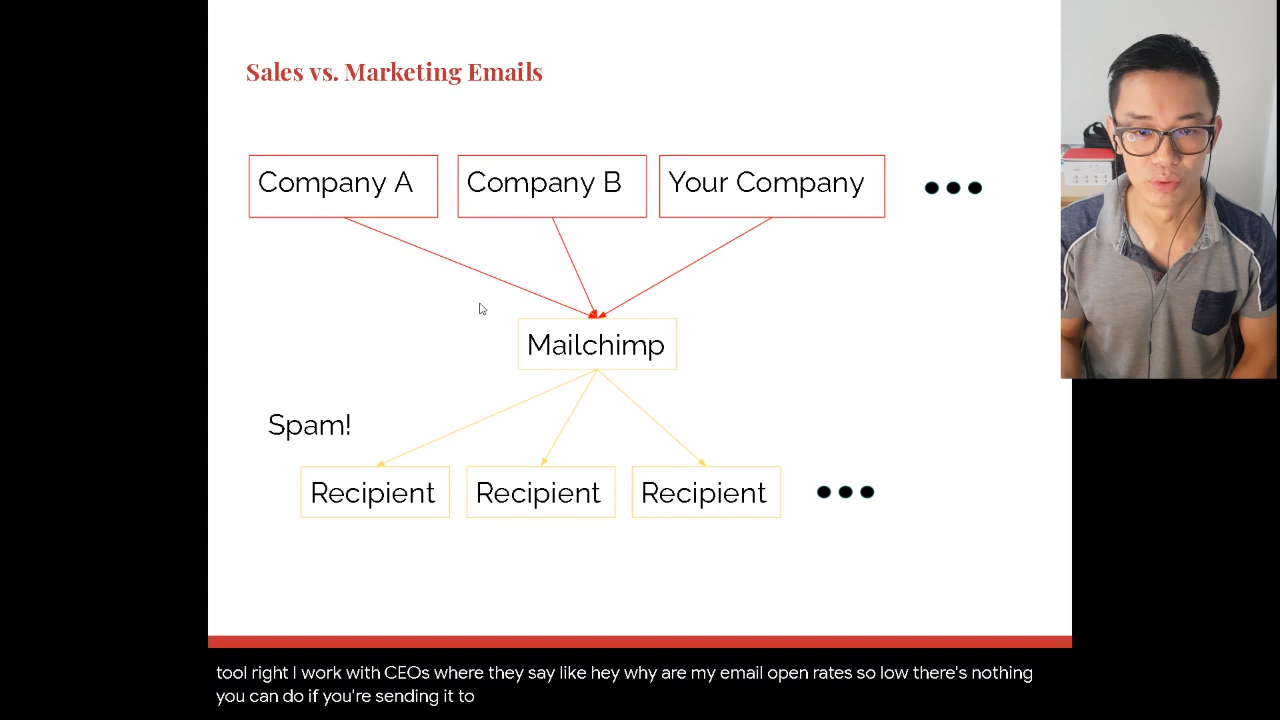 Sales vs. Marketing Emails
Company A
Company B
Your Company
Mailchimp
Spam!
Recipient
Recipient
Recipient
tool right I work with CEOs where they say like hey why are my email open rates so low there's nothing
you can do if you're sending it to